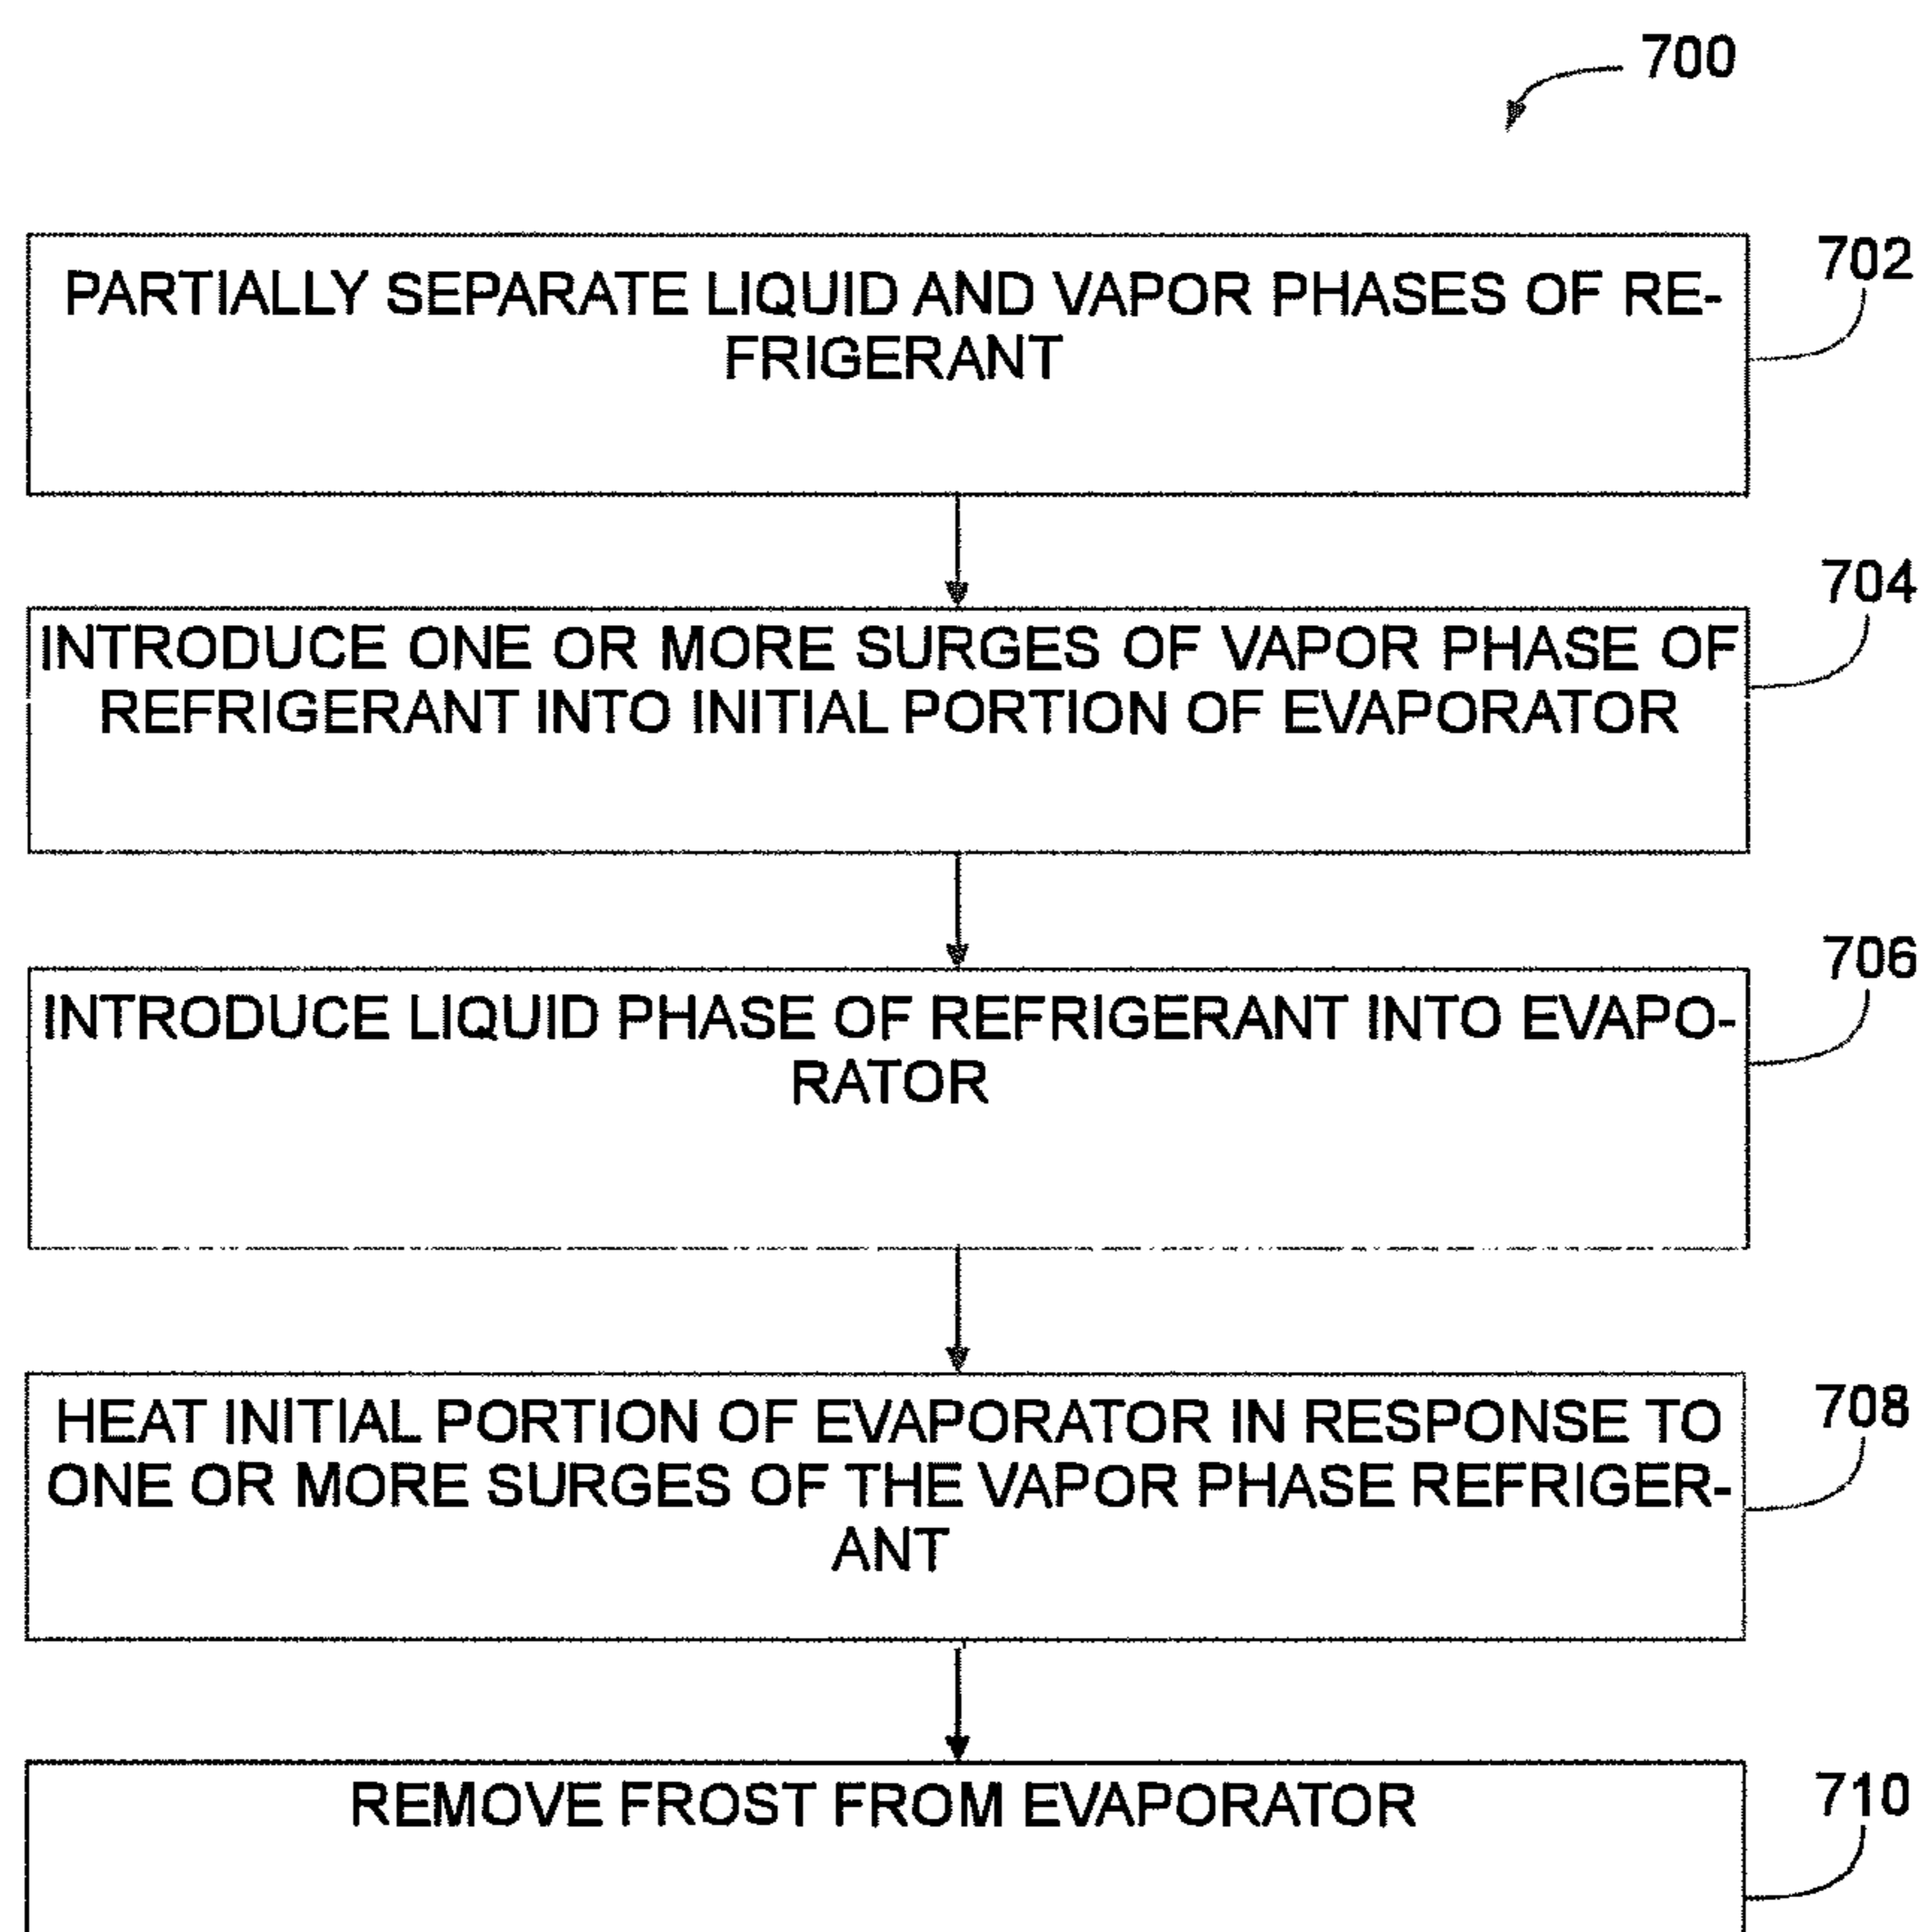 700
702
PARTIALLY SEPARATE LIQUID AND VAPOR PHASES OF RE-
FRIGERANT
704
INTRODUCE ONE OR MORE SURGES OF VAPOR PHASE OF
REFRIGERANT INTO INITIAL PORTION OF EVAPORATOR
706
INTRODUCE LIQUID PHASE OF REFRIGERANT INTO EVAPO-
RATOR
708
HEAT INITIAL PORTION OF EVAPORATOR IN RESPONSE TO
ONE OR MORE SURGES OF THE VAPOR PHASE REFRIGER-
ANT
710
REMOVE FROST FROM EVAPORATOR